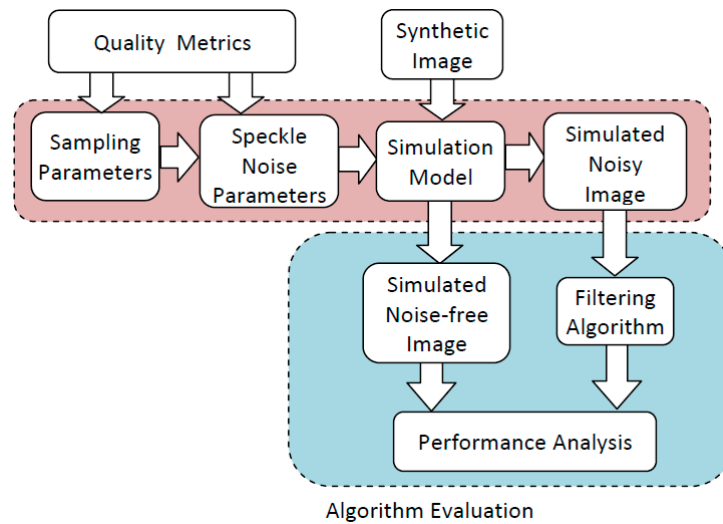 Quality Metrics
Synthetic
Image
Sampling
Parameters
Speckle
Noise
Parameters
Simulation
Model
Simulated
Noisy
Image
Simulated
Noise-free
Image
Filtering
Algorithm
Performance Analysis
Algorithm Evaluation